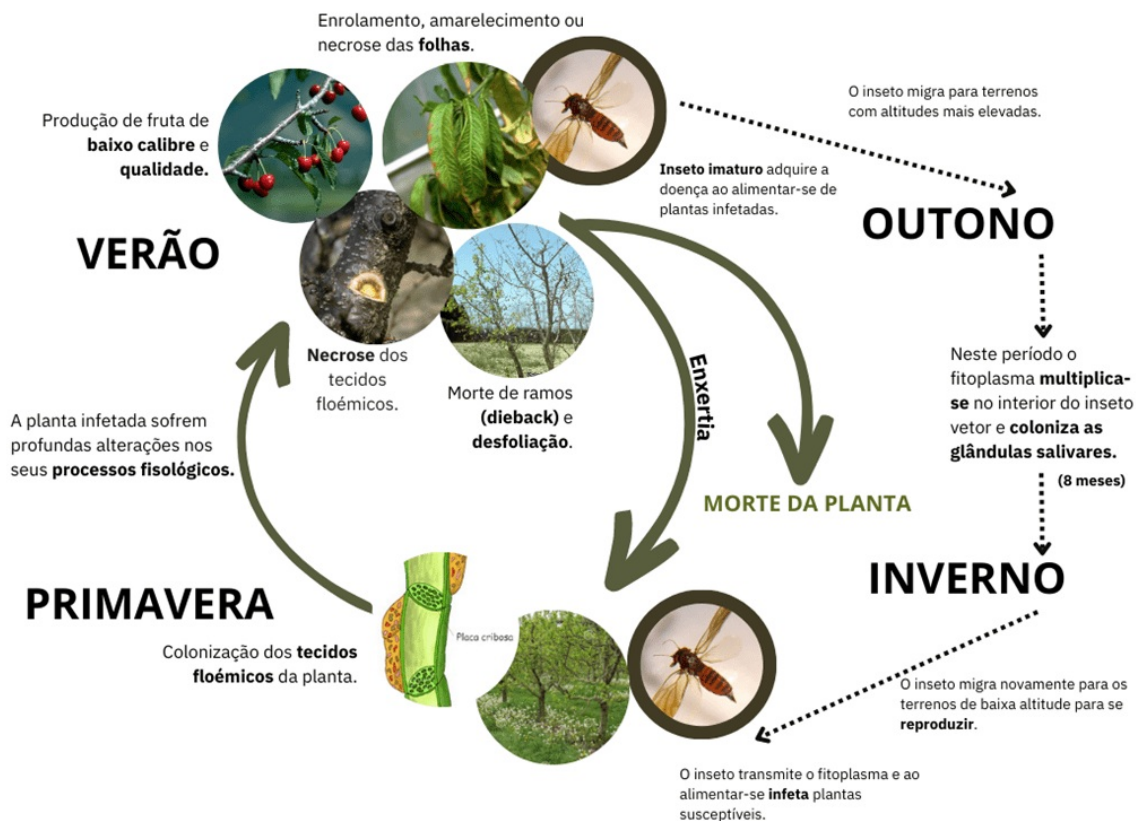 Enrolamento, amarelecimento ou
necrose das folhas.
Produção de fruta de
baixo calibre e
qualidade.
O inseto migra para terrenos
com altitudes mais elevadas.
Inseto imaturo adquire a
doença ao alimentar-se de
plantas infetadas.
VERÃO
OUTONO
Necrose dos
tecidos
floémicos.
Morte de ramos
(dieback) e
desfoliação.
Enxertia
Neste período o
fitoplasma multiplica-
se no interior do inseto
vetor e coloniza as
glândulas salivares.
(8 meses)
A planta infetada sofrem
profundas alterações nos
seus processos fisológicos.
MORTE DA PLANTA
PRIMAVERA
INVERNO
Colonização dos tecidos
floémicos da planta.
Placa cribosa
O inseto migra novamente para os
terrenos de baixa altitude para se
reproduzir.
O inseto transmite o fitoplasma e ao
alimentar-se infeta plantas
susceptíveis.